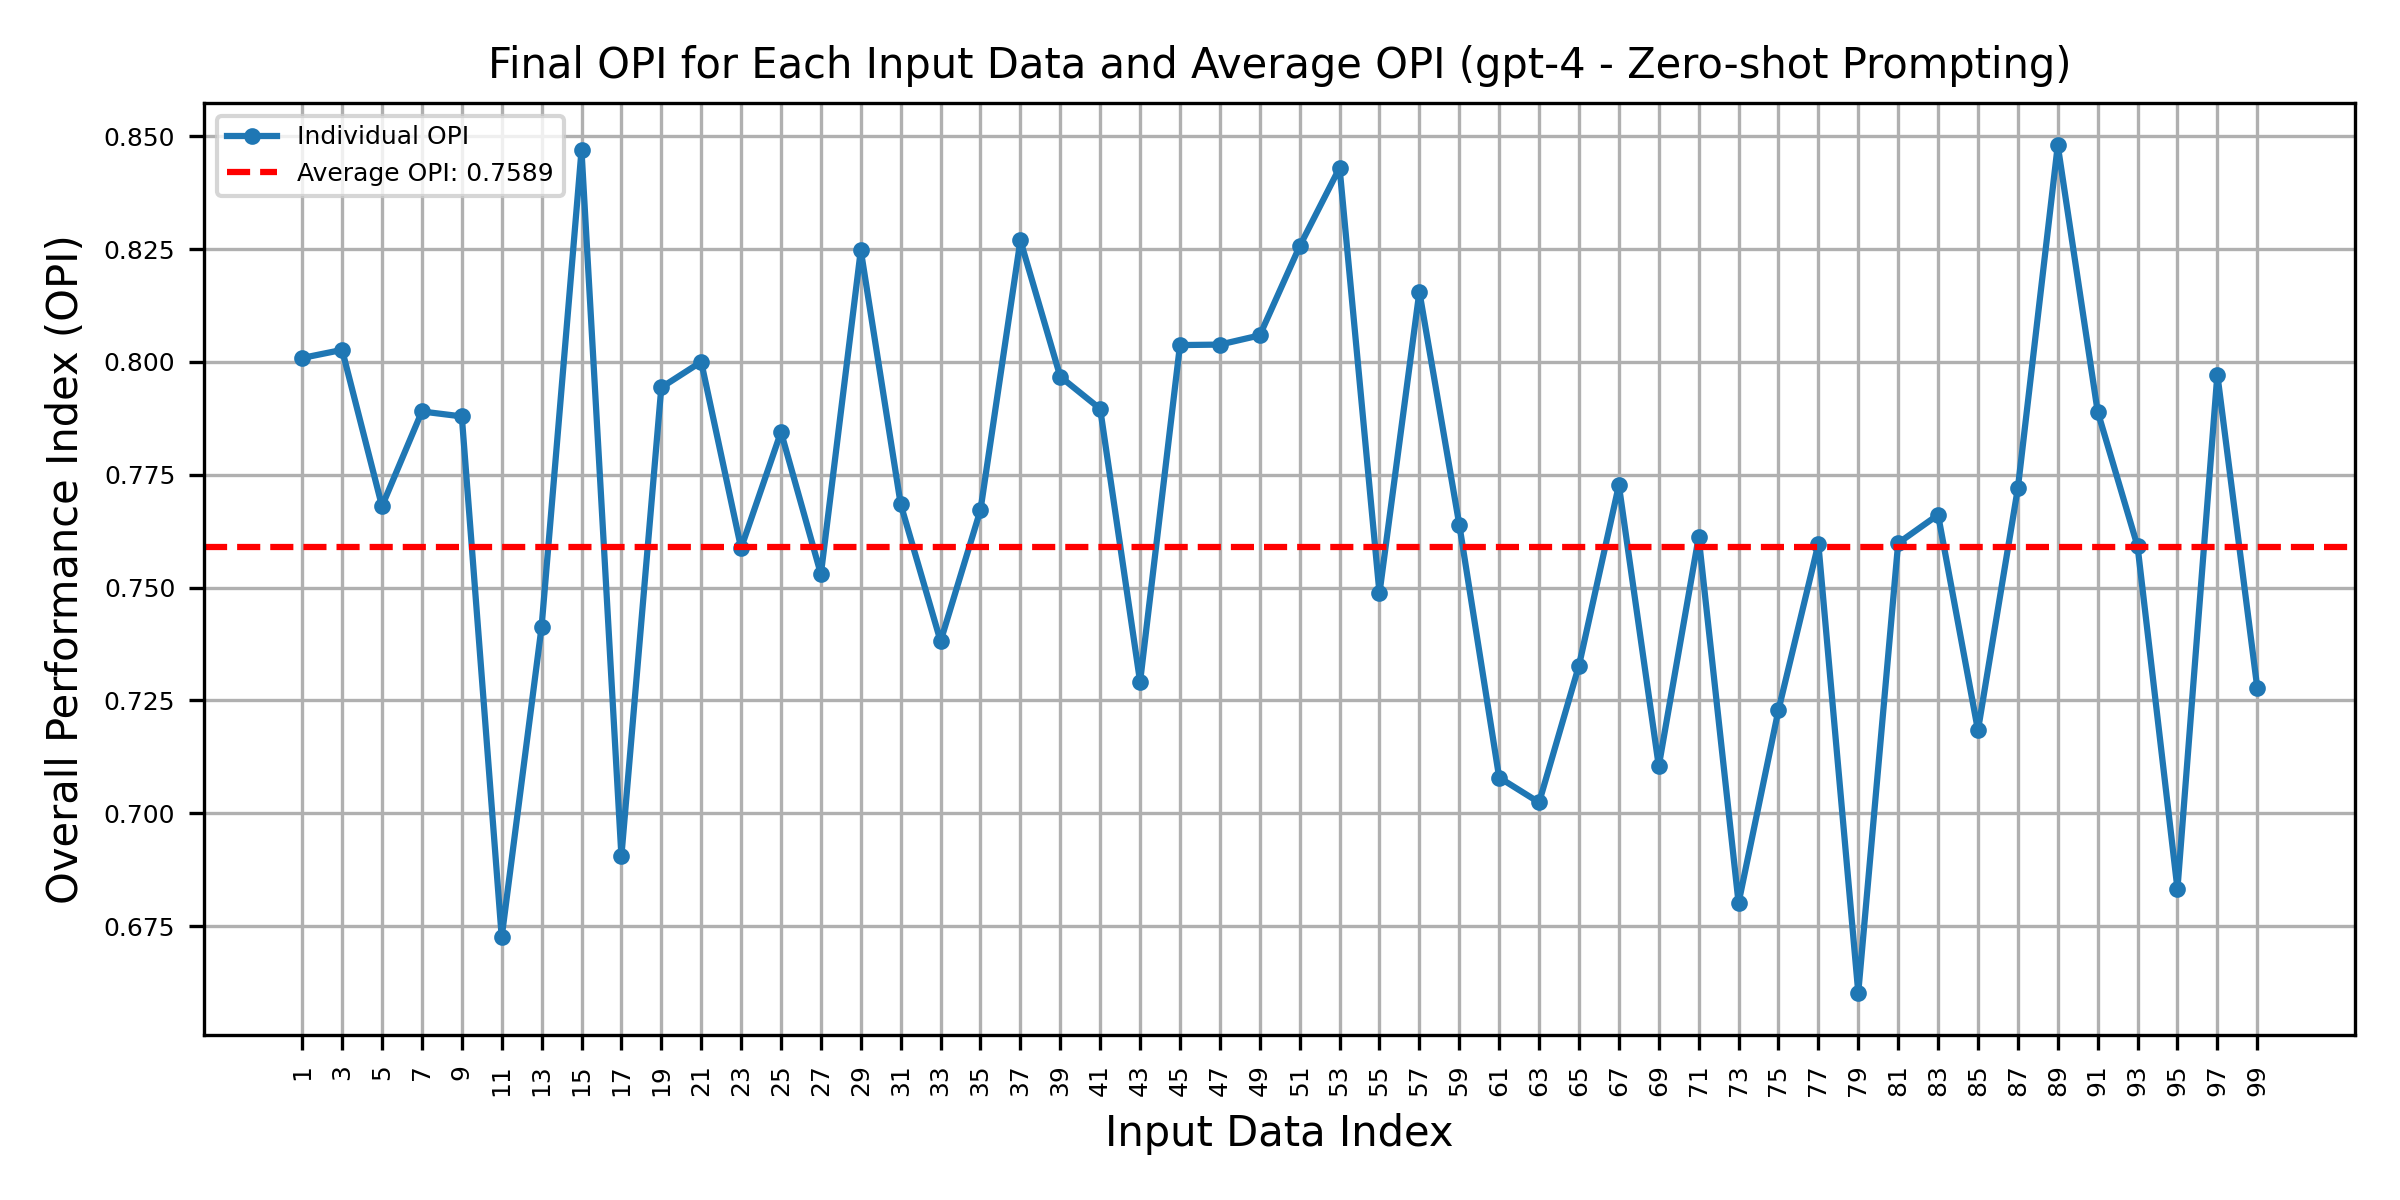 Final OPI for Each Input Data and Average OPI (gpt-4 - Zero-shot Prompting)
Individual OPI
Average OPI: 0.7589
Overall Performance Index (OPI)
0.850
0.825
0.800
0.775
0.750
0.725
0.700
0.675
1 3 5 7 9 11 13 15 17 19 21 23 25 27 29 31 33 35 37 39 41 43 45 47 49 51 53 55 57 59 61 63 65 67 69 71 73 75 77 79 81 83 85 87 89 91 93 95 97 99
Input Data Index